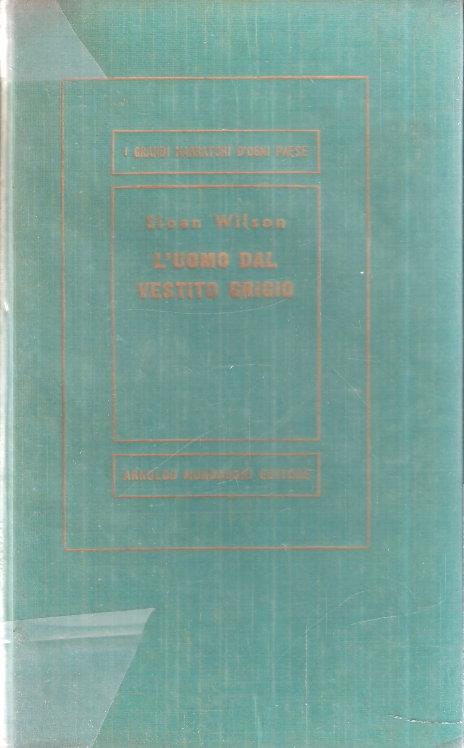 I GRANDI NARRATORI D'OGNI PAESE
Sloan Wilson
L'UOMO DAL
VESTITO GRIGIO
ARNOLDO MONDADORI EDITORE